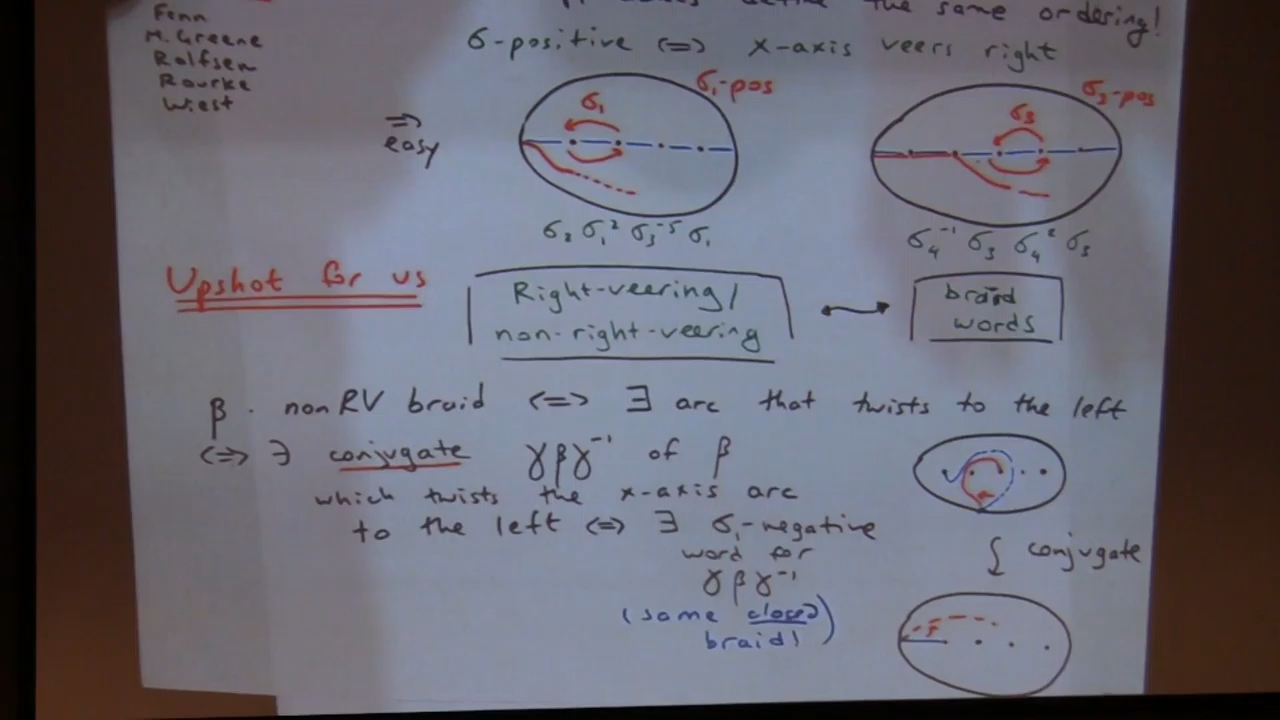 Fenn
M. Greene
Rolfsen
Rourke
Wiest
define the same ordering!
σ-positive <=> x-axis veers right
=> easy
σ₁
σ₁-pos
σ₂ σ₁² σ₃⁻⁵ σ₁
σ₃
σ₃-pos
σ₄⁻¹ σ₃ σ₄² σ₃
Upshot for us
Right-veering/
non-right-veering
braid
words
β · nonRV braid <=> ∃ arc that twists to the left
<=> ∃ conjugate γβγ⁻¹ of β
which twists the x-axis arc
to the left <=> ∃ σ₁-negative
word for
γβγ⁻¹
(same closed
braid!)
conjugate